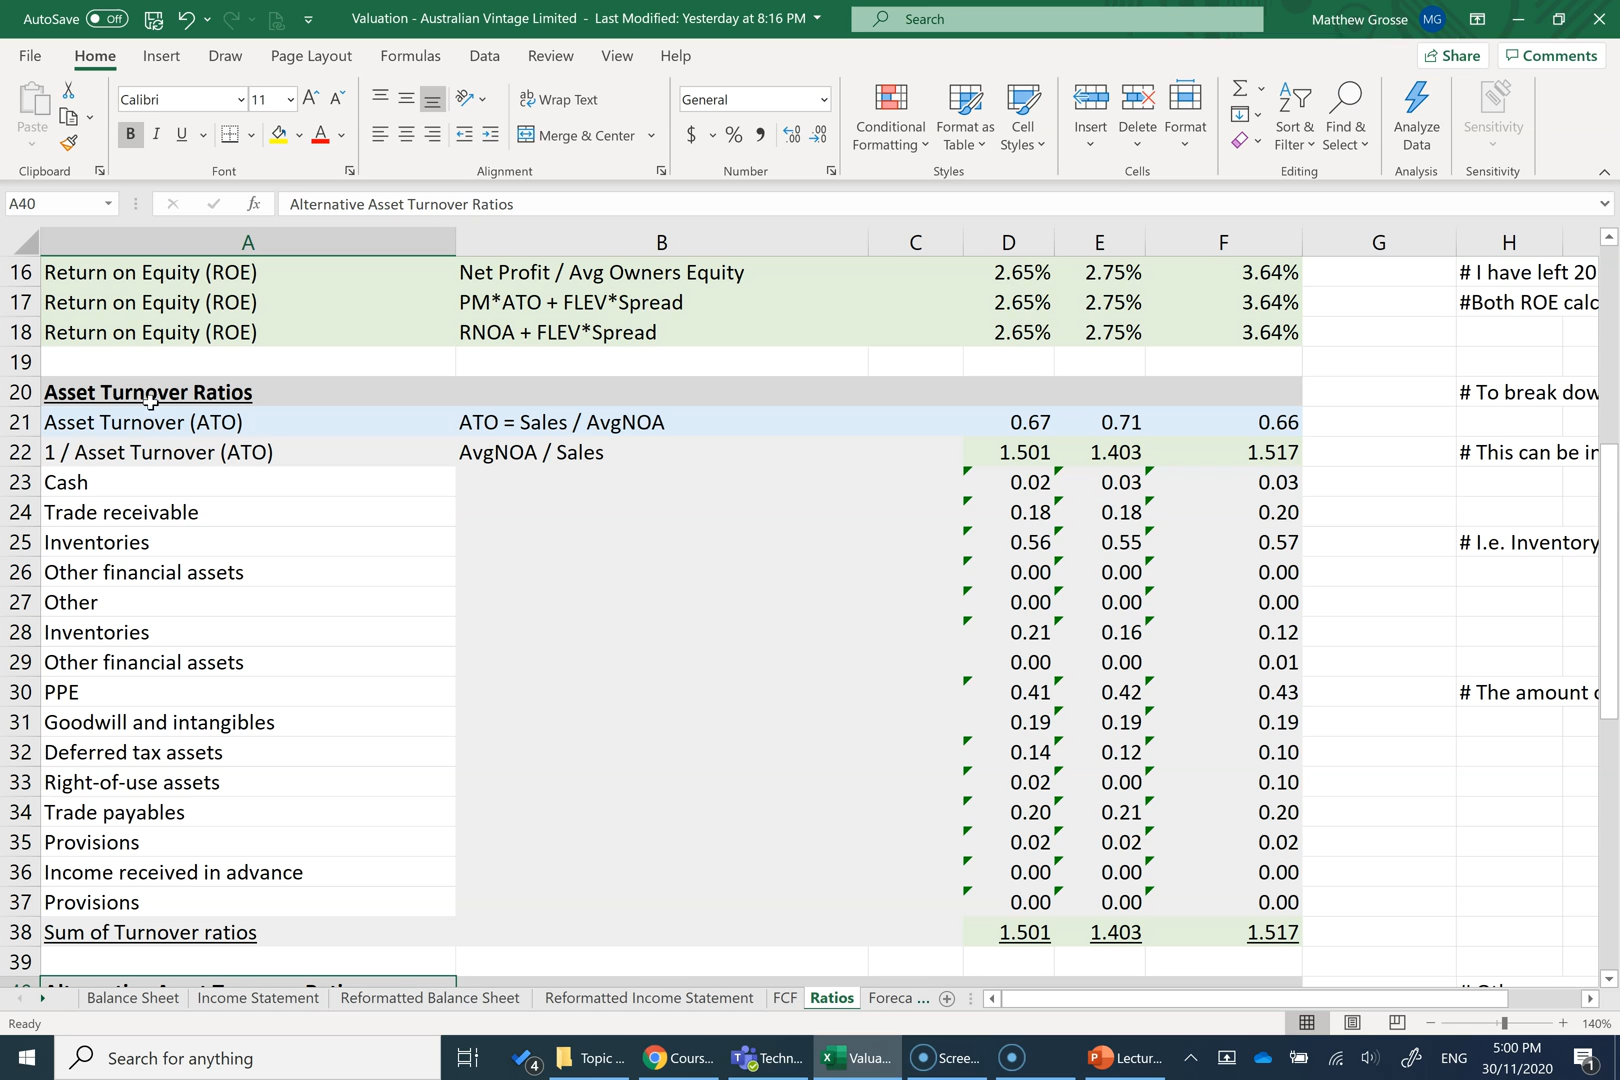 AutoSave Off Valuation - Australian Vintage Limited - Last Modified: Yesterday at 8:16 PM Search Matthew Grosse MG
File Home Insert Draw Page Layout Formulas Data Review View Help Share Comments
Paste Calibri 11 Wrap Text General Conditional Formatting Format as Table Cell Styles Insert Delete Format Sort & Filter Find & Select Analyze Data Sensitivity
B I U A Merge & Center $ %
Clipboard Font Alignment Number Styles Cells Editing Analysis Sensitivity
A40 fx Alternative Asset Turnover Ratios
A B C D E F G H
16 Return on Equity (ROE) Net Profit / Avg Owners Equity 2.65% 2.75% 3.64% # I have left 20
17 Return on Equity (ROE) PM*ATO + FLEV*Spread 2.65% 2.75% 3.64% #Both ROE calc
18 Return on Equity (ROE) RNOA + FLEV*Spread 2.65% 2.75% 3.64%
19
20 Asset Turnover Ratios # To break dow
21 Asset Turnover (ATO) ATO = Sales / AvgNOA 0.67 0.71 0.66
22 1 / Asset Turnover (ATO) AvgNOA / Sales 1.501 1.403 1.517 # This can be in
23 Cash 0.02 0.03 0.03
24 Trade receivable 0.18 0.18 0.20
25 Inventories 0.56 0.55 0.57 # I.e. Inventory
26 Other financial assets 0.00 0.00 0.00
27 Other 0.00 0.00 0.00
28 Inventories 0.21 0.16 0.12
29 Other financial assets 0.00 0.00 0.01
30 PPE 0.41 0.42 0.43 # The amount o
31 Goodwill and intangibles 0.19 0.19 0.19
32 Deferred tax assets 0.14 0.12 0.10
33 Right-of-use assets 0.02 0.00 0.10
34 Trade payables 0.20 0.21 0.20
35 Provisions 0.02 0.02 0.02
36 Income received in advance 0.00 0.00 0.00
37 Provisions 0.00 0.00 0.00
38 Sum of Turnover ratios 1.501 1.403 1.517
39
Balance Sheet Income Statement Reformatted Balance Sheet Reformatted Income Statement FCF Ratios Foreca ...
Ready 140%
Search for anything 4 Topic ... Cours... Techn... Valua... Scree... Lectur... ENG 5:00 PM
30/11/2020 1